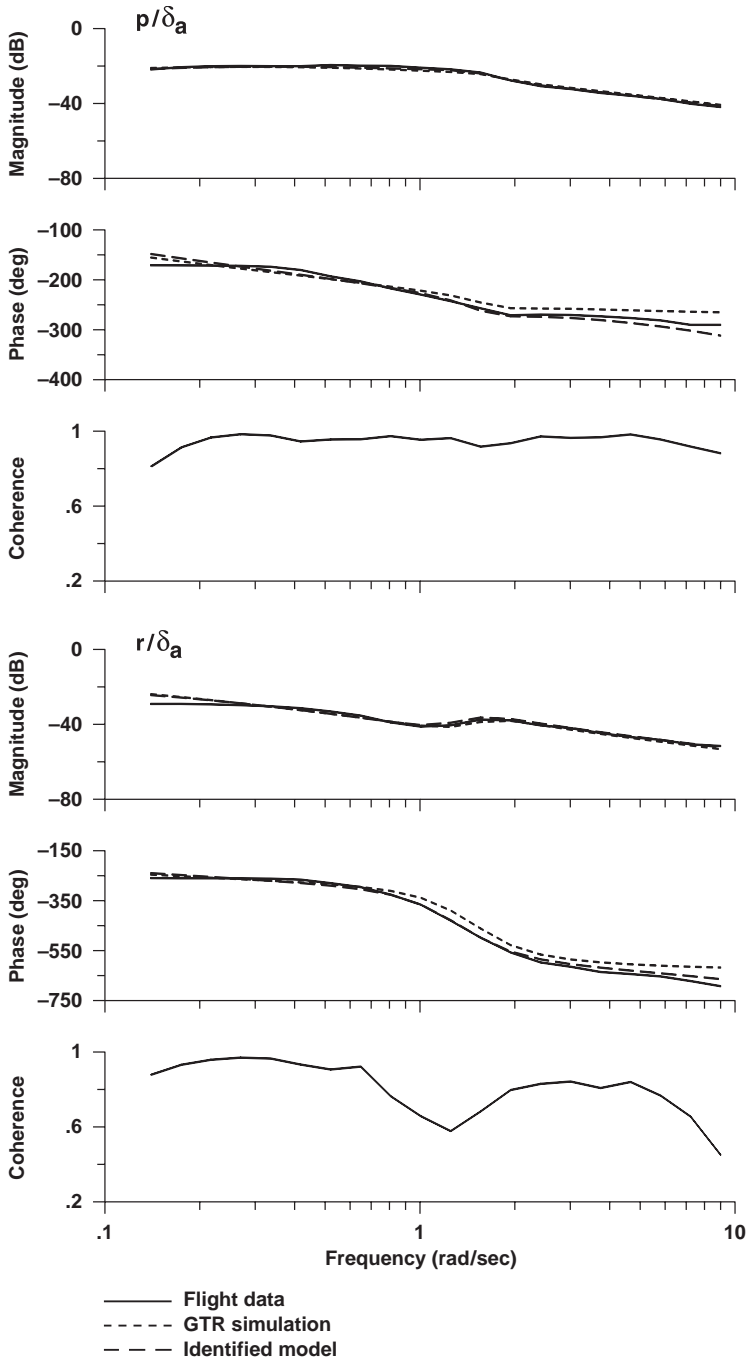 p/δa
Magnitude (dB)
0
–40
–80
Phase (deg)
–100
–200
–300
–400
Coherence
1
.6
.2
r/δa
Magnitude (dB)
0
–40
–80
Phase (deg)
–150
–350
–550
–750
Coherence
1
.6
.2
.1
1
10
Frequency (rad/sec)
Flight data
GTR simulation
Identified model